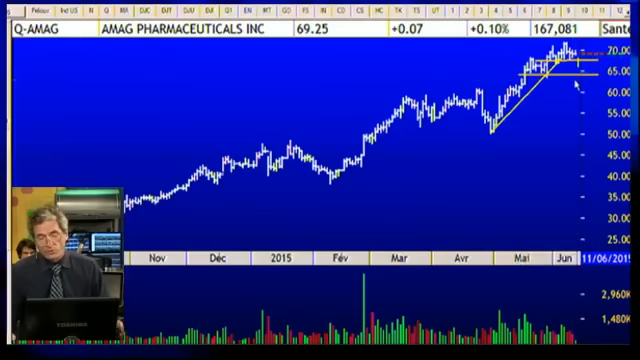 Q-AMAG AMAG PHARMACEUTICALS INC 69.25 +0.07 +0.10% 167,081 Sante
70.00
65.00
60.00
55.00
50.00
45.00
40.00
35.00
30.00
25.00
Nov Déc 2015 Fév Mar Avr Mai Jun 11/06/2015
2,960K
1,480K
TOSHIBA